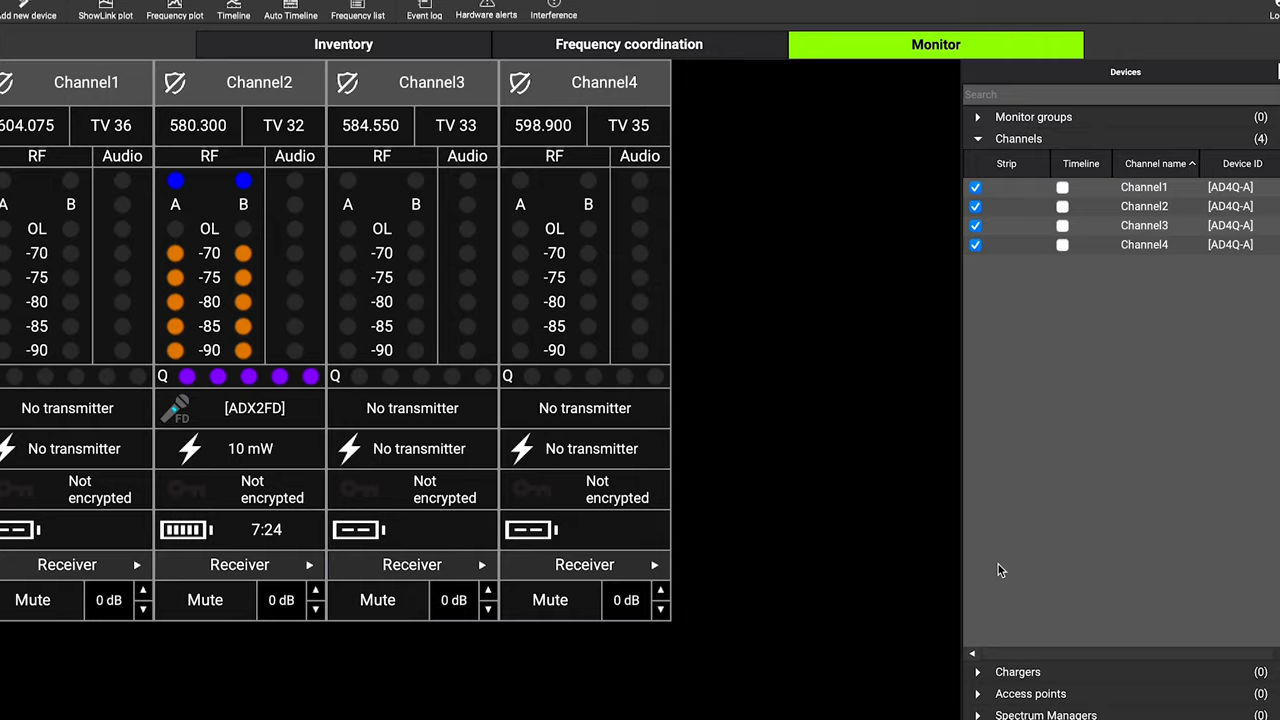 Add new device ShowLink plot Frequency plot Timeline Auto Timeline Frequency list Event log Hardware alerts Interference
Inventory Frequency coordination Monitor
Channel1 Channel2 Channel3 Channel4
604.075 TV 36 580.300 TV 32 584.550 TV 33 598.900 TV 35
RF Audio RF Audio RF Audio RF Audio
A B A B A B A B
OL OL OL OL
-70 -70 -70 -70
-75 -75 -75 -75
-80 -80 -80 -80
-85 -85 -85 -85
-90 -90 -90 -90
Q Q Q
No transmitter FD [ADX2FD] No transmitter No transmitter
No transmitter 10 mW No transmitter No transmitter
Not Not Not Not
encrypted encrypted encrypted encrypted
7:24
Receiver Receiver Receiver Receiver
Mute 0 dB Mute 0 dB Mute 0 dB Mute 0 dB
Devices
Search
Monitor groups (0)
Channels (4)
Strip Timeline Channel name Device ID
Channel1 [AD4Q-A]
Channel2 [AD4Q-A]
Channel3 [AD4Q-A]
Channel4 [AD4Q-A]
Chargers (0)
Access points (0)
Spectrum Managers (0)